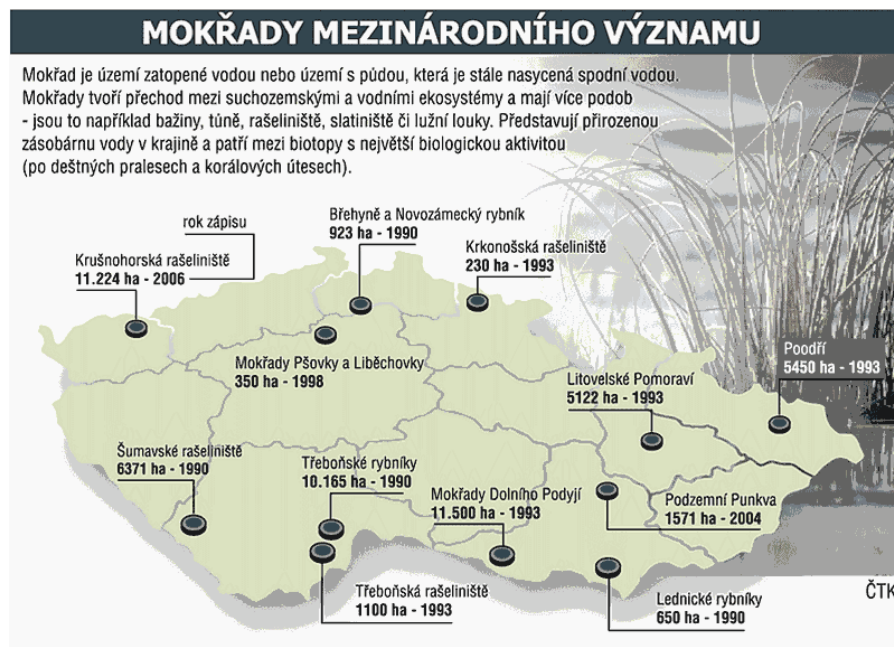 MOKŘADY MEZINÁRODNÍHO VÝZNAMU
Mokřad je území zatopené vodou nebo území s půdou, která je stále nasycená spodní vodou.
Mokřady tvoří přechod mezi suchozemskými a vodními ekosystémy a mají více podob
- jsou to například bažiny, tůně, rašeliniště, slatiniště či lužní louky. Představují přirozenou
zásobárnu vody v krajině a patří mezi biotopy s největší biologickou aktivitou
(po deštných pralesech a korálových útesech).
rok zápisu
Břehyně a Novozámecký rybník
923 ha - 1990
Krušnohorská rašeliniště
11.224 ha - 2006
Krkonošská rašeliniště
230 ha - 1993
Mokřady Pšovky a Liběchovky
350 ha - 1998
Poodří
5450 ha - 1993
Litovelské Pomoraví
5122 ha - 1993
Šumavské rašeliniště
6371 ha - 1990
Třeboňské rybníky
10.165 ha - 1990
Mokřady Dolního Podyjí
11.500 ha - 1993
Podzemní Punkva
1571 ha - 2004
Třeboňská rašeliniště
1100 ha - 1993
Lednické rybníky
650 ha - 1990
ČTK